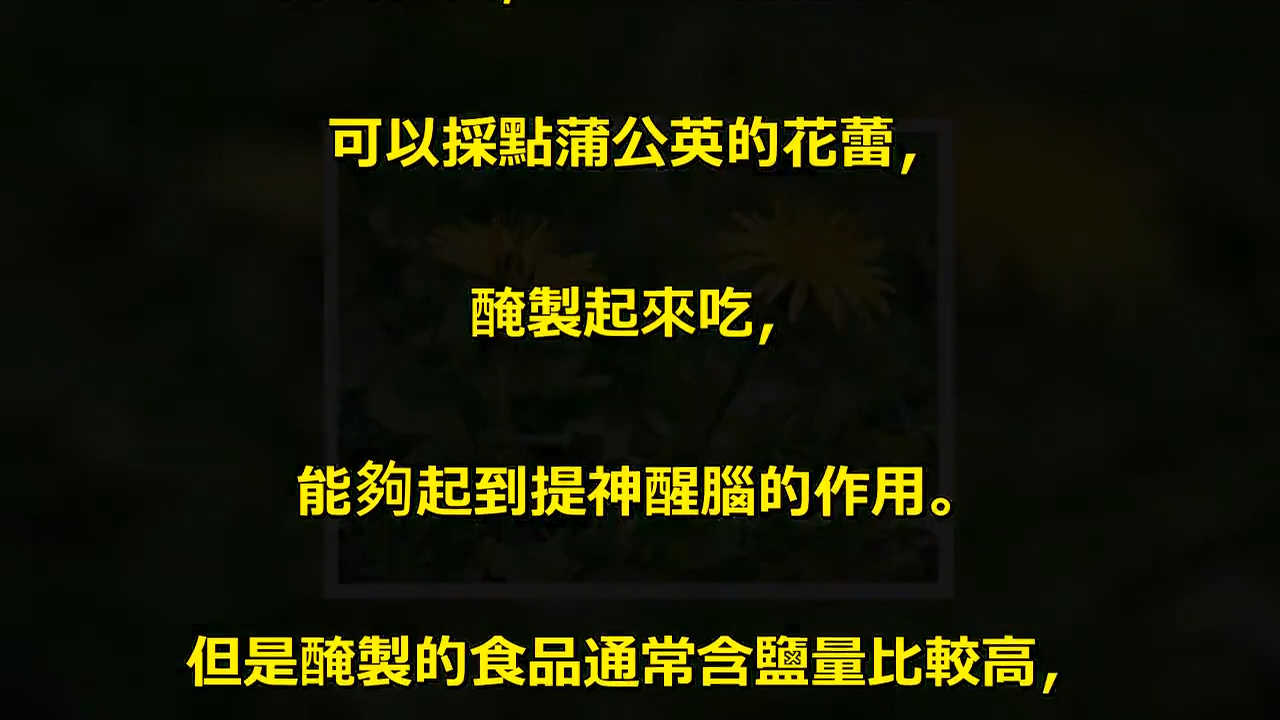 可以採點蒲公英的花蕾，
醃製起來吃，
能夠起到提神醒腦的作用。
但是醃製的食品通常含鹽量比較高，